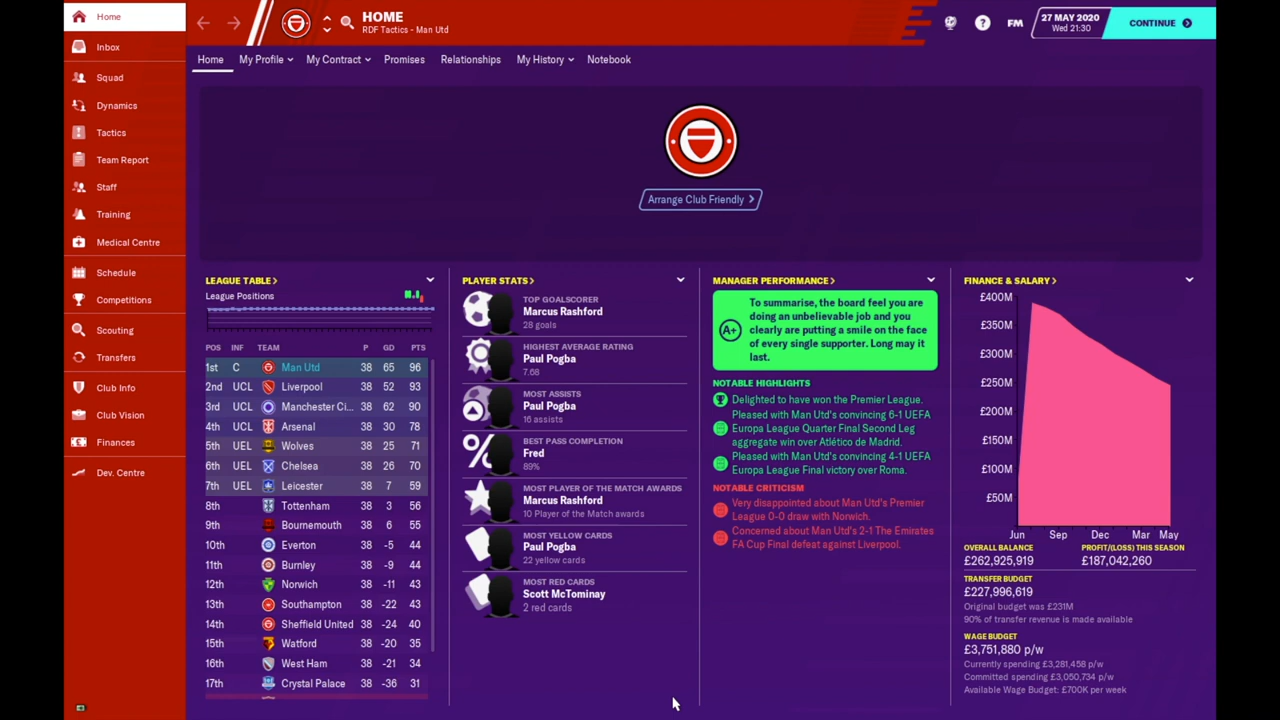 Home
Inbox
Squad
Dynamics
Tactics
Team Report
Staff
Training
Medical Centre
Schedule
Competitions
Scouting
Transfers
Club Info
Club Vision
Finances
Dev. Centre
HOME
RDF Tactics - Man Utd
?
FM
27 MAY 2020
Wed 21:30
CONTINUE
Home My Profile My Contract Promises Relationships My History Notebook
Arrange Club Friendly
LEAGUE TABLE
League Positions
POS INF TEAM P GD PTS
1st C Man Utd 38 65 96
2nd UCL Liverpool 38 52 93
3rd UCL Manchester Ci... 38 62 90
4th UCL Arsenal 38 30 78
5th UEL Wolves 38 25 71
6th UEL Chelsea 38 26 70
7th UEL Leicester 38 7 59
8th Tottenham 38 3 56
9th Bournemouth 38 6 55
10th Everton 38 -5 44
11th Burnley 38 -9 44
12th Norwich 38 -11 43
13th Southampton 38 -22 43
14th Sheffield United 38 -24 40
15th Watford 38 -20 35
16th West Ham 38 -21 34
17th Crystal Palace 38 -36 31
PLAYER STATS
TOP GOALSCORER
Marcus Rashford
28 goals
HIGHEST AVERAGE RATING
Paul Pogba
7.68
MOST ASSISTS
Paul Pogba
16 assists
BEST PASS COMPLETION
Fred
89%
MOST PLAYER OF THE MATCH AWARDS
Marcus Rashford
10 Player of the Match awards
MOST YELLOW CARDS
Paul Pogba
22 yellow cards
MOST RED CARDS
Scott McTominay
2 red cards
MANAGER PERFORMANCE
A+
To summarise, the board feel you are
doing an unbelievable job and you
clearly are putting a smile on the face
of every single supporter. Long may it
last.
NOTABLE HIGHLIGHTS
Delighted to have won the Premier League.
Pleased with Man Utd's convincing 6-1 UEFA
Europa League Quarter Final Second Leg
aggregate win over Atlético de Madrid.
Pleased with Man Utd's convincing 4-1 UEFA
Europa League Final victory over Roma.
NOTABLE CRITICISM
Very disappointed about Man Utd's Premier
League 0-0 draw with Norwich.
Concerned about Man Utd's 2-1 The Emirates
FA Cup Final defeat against Liverpool.
FINANCE & SALARY
£400M
£350M
£300M
£250M
£200M
£150M
£100M
£50M
Jun Sep Dec Mar May
OVERALL BALANCE PROFIT/(LOSS) THIS SEASON
£262,925,919 £187,042,260
TRANSFER BUDGET
£227,996,619
Original budget was £231M
90% of transfer revenue is made available
WAGE BUDGET
£3,751,880 p/w
Currently spending £3,281,458 p/w
Committed spending £3,050,734 p/w
Available Wage Budget: £700K per week